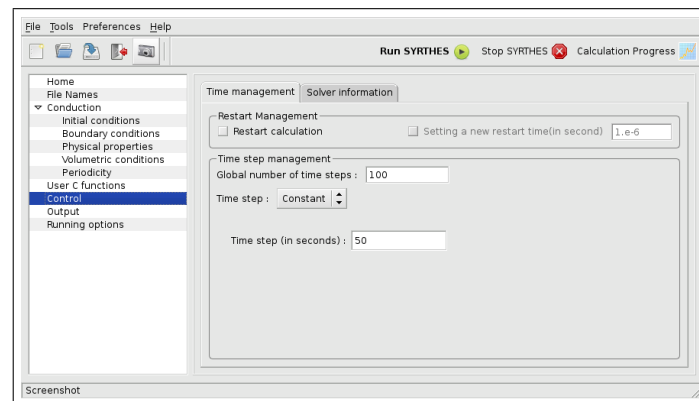 File Tools Preferences Help
Run SYRTHES Stop SYRTHES Calculation Progress
Home
File Names
Conduction
Initial conditions
Boundary conditions
Physical properties
Volumetric conditions
Periodicity
User C functions
Control
Output
Running options
Time management Solver information
Restart Management
Restart calculation Setting a new restart time(in second) 1.e-6
Time step management
Global number of time steps : 100
Time step : Constant
Time step (in seconds) : 50
Screenshot